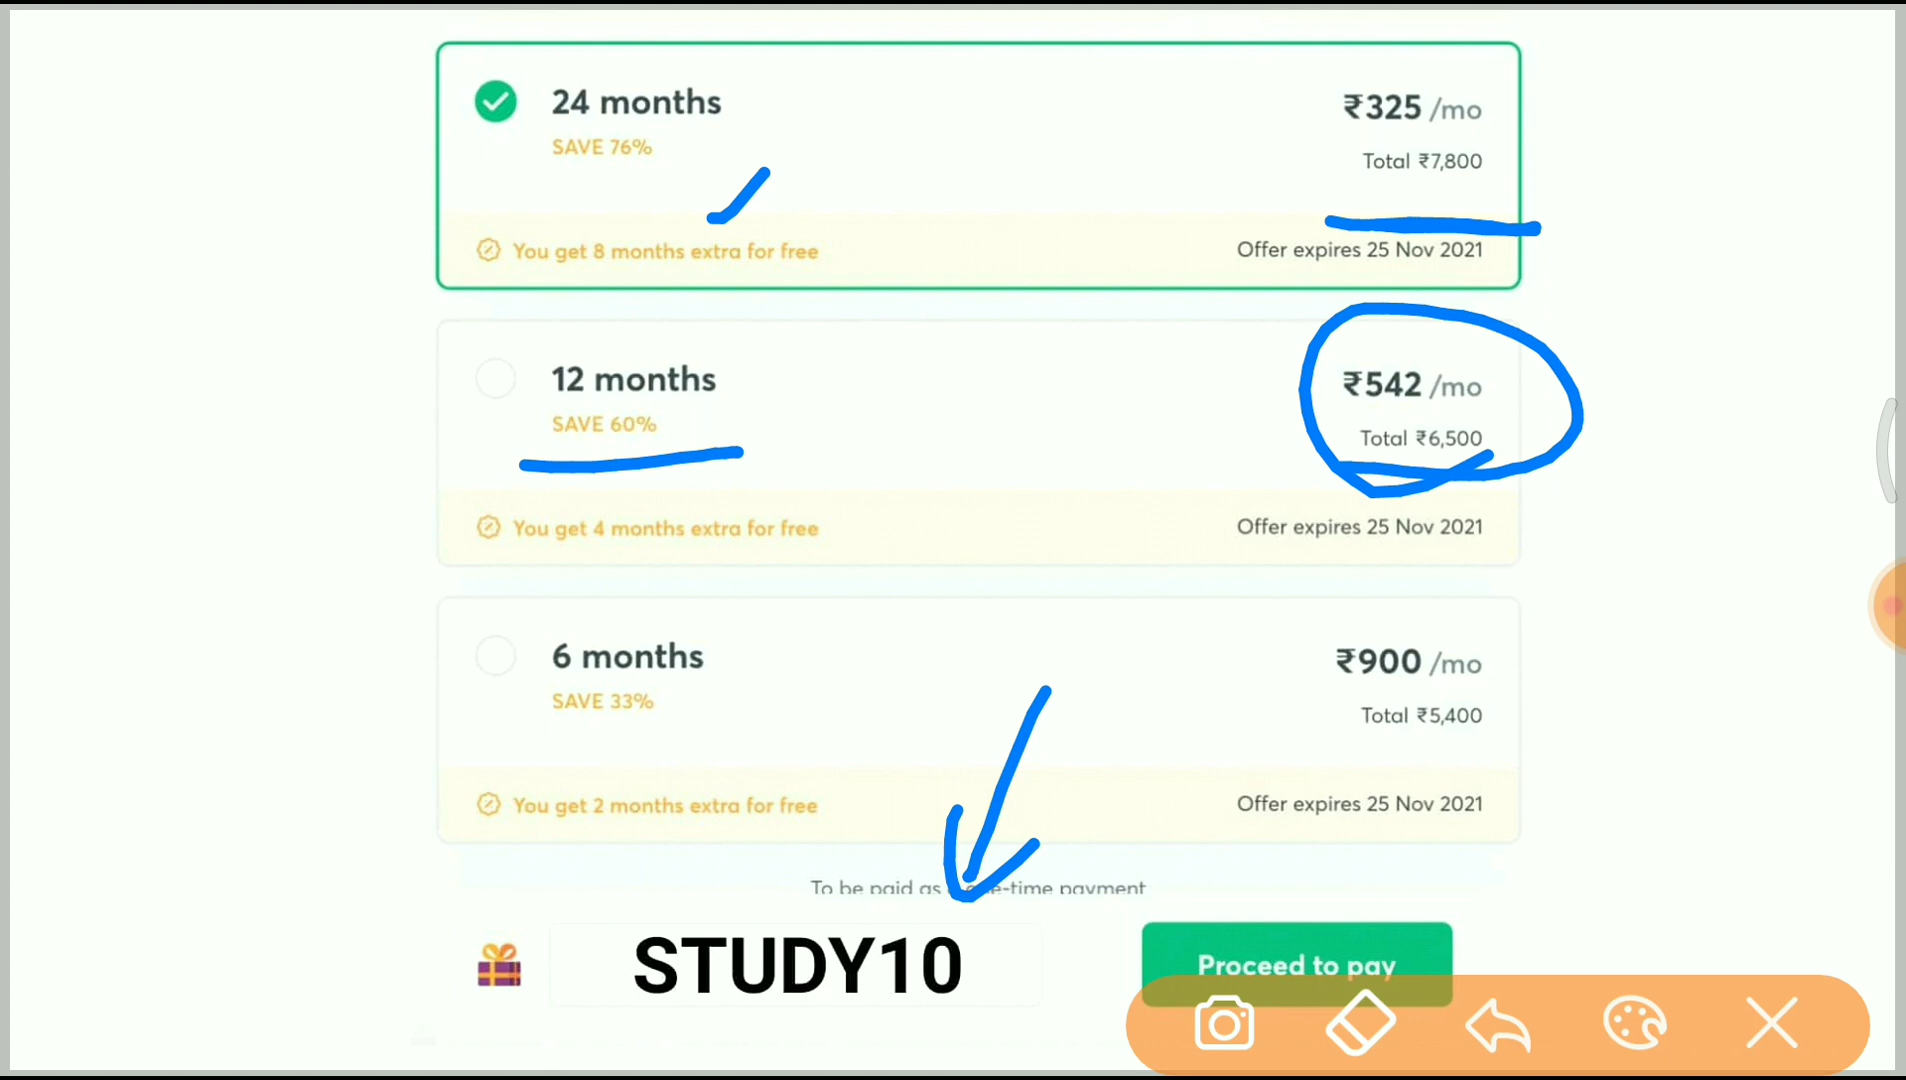 24 months
₹325 /mo
SAVE 76%
Total ₹7,800
You get 8 months extra for free
Offer expires 25 Nov 2021
12 months
₹542 /mo
SAVE 60%
Total ₹6,500
You get 4 months extra for free
Offer expires 25 Nov 2021
6 months
₹900 /mo
SAVE 33%
Total ₹5,400
You get 2 months extra for free
Offer expires 25 Nov 2021
To be paid as a one-time payment
STUDY10
Proceed to pay